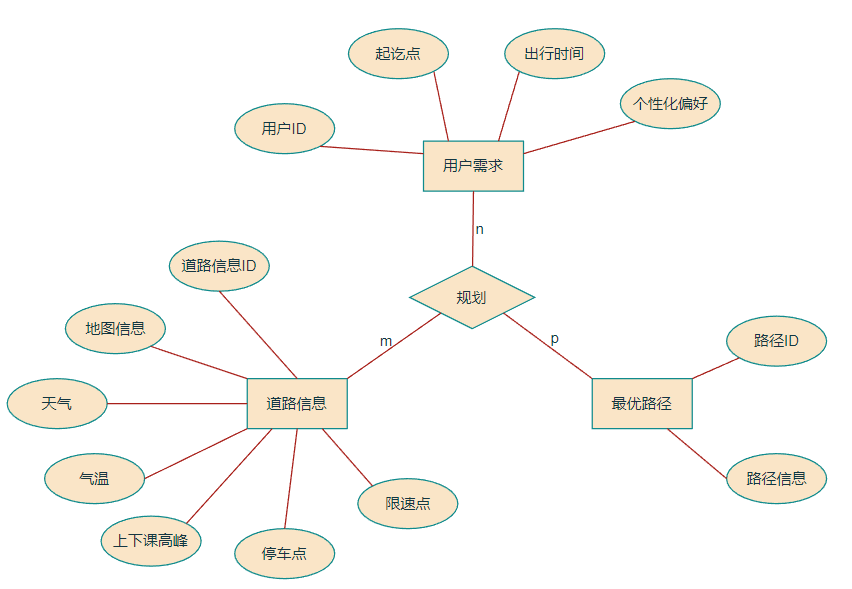 起讫点
出行时间
个性化偏好
用户ID
用户需求
n
道路信息ID
规划
地图信息
m
p
路径ID
天气
道路信息
最优路径
气温
路径信息
限速点
上下课高峰
停车点